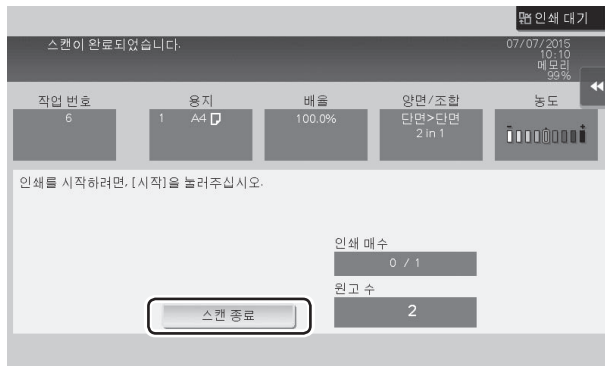 인쇄 대기
스캔이 완료되었습니다.
07/07/2015
10:10
메모리
99%
작업 번호
6
용지
1 A4
배율
100.0%
양면/조합
단면>단면
2 in 1
농도
인쇄를 시작하려면, [시작]을 눌러주십시오.
인쇄 매수
0 / 1
원고 수
2
스캔 종료